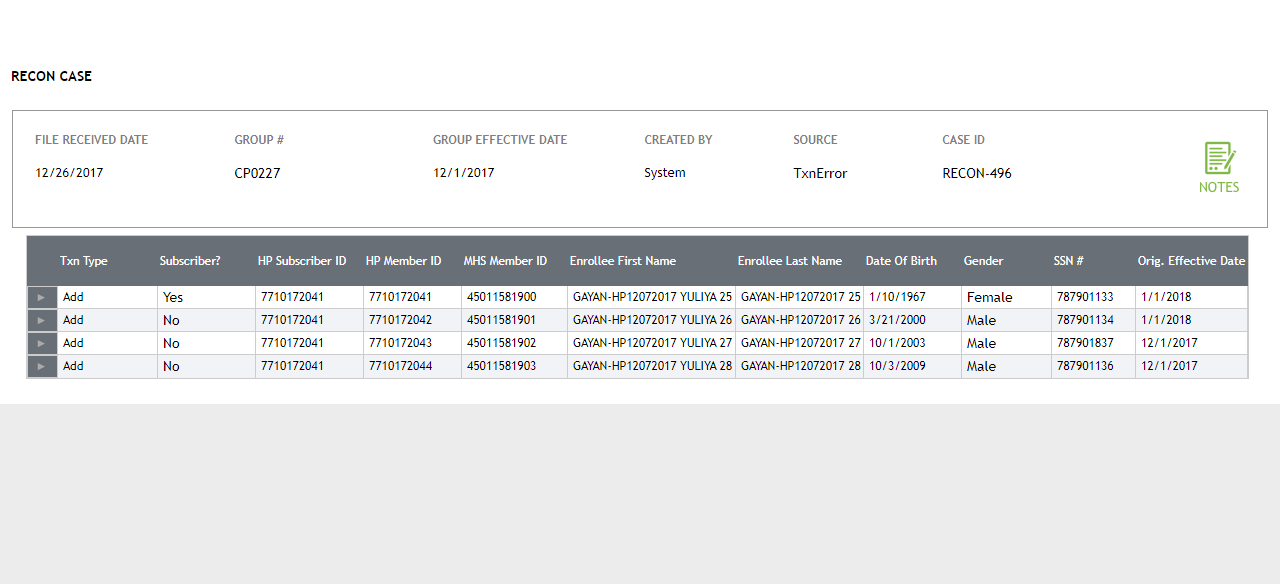 RECON CASE
FILE RECEIVED DATE GROUP # GROUP EFFECTIVE DATE CREATED BY SOURCE CASE ID
12/26/2017 CP0227 12/1/2017 System TxnError RECON-496
NOTES
Txn Type Subscriber? HP Subscriber ID HP Member ID MHS Member ID Enrollee First Name Enrollee Last Name Date Of Birth Gender SSN # Orig. Effective Date
Add Yes 7710172041 7710172041 45011581900 GAYAN-HP12072017 YULIYA 25 GAYAN-HP12072017 25 1/10/1967 Female 787901133 1/1/2018
Add No 7710172041 7710172042 45011581901 GAYAN-HP12072017 YULIYA 26 GAYAN-HP12072017 26 3/21/2000 Male 787901134 1/1/2018
Add No 7710172041 7710172043 45011581902 GAYAN-HP12072017 YULIYA 27 GAYAN-HP12072017 27 10/1/2003 Male 787901837 12/1/2017
Add No 7710172041 7710172044 45011581903 GAYAN-HP12072017 YULIYA 28 GAYAN-HP12072017 28 10/3/2009 Male 787901136 12/1/2017